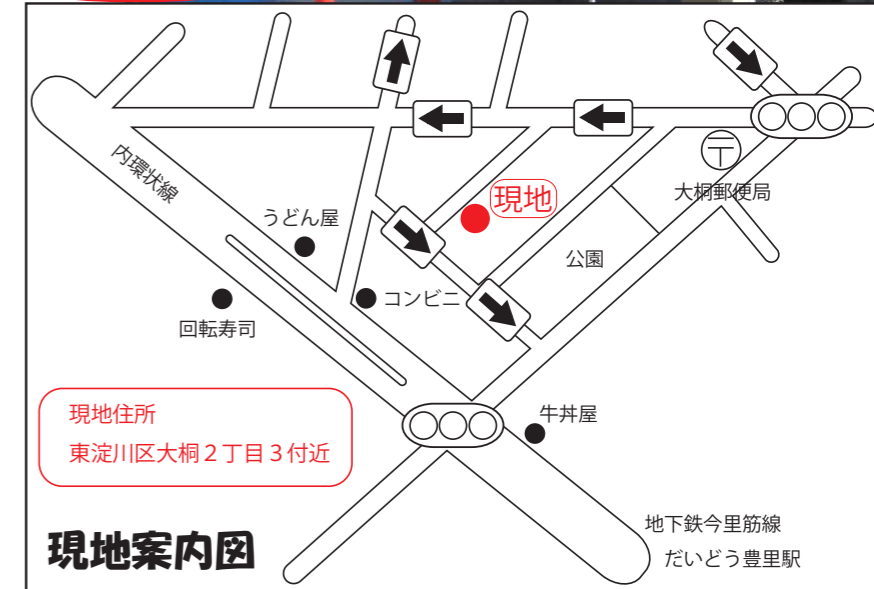 内環状線
〒
大桐郵便局
現地
うどん屋
公園
コンビニ
回転寿司
現地住所
東淀川区大桐２丁目３付近
牛丼屋
地下鉄今里筋線
だいどう豊里駅
現地案内図